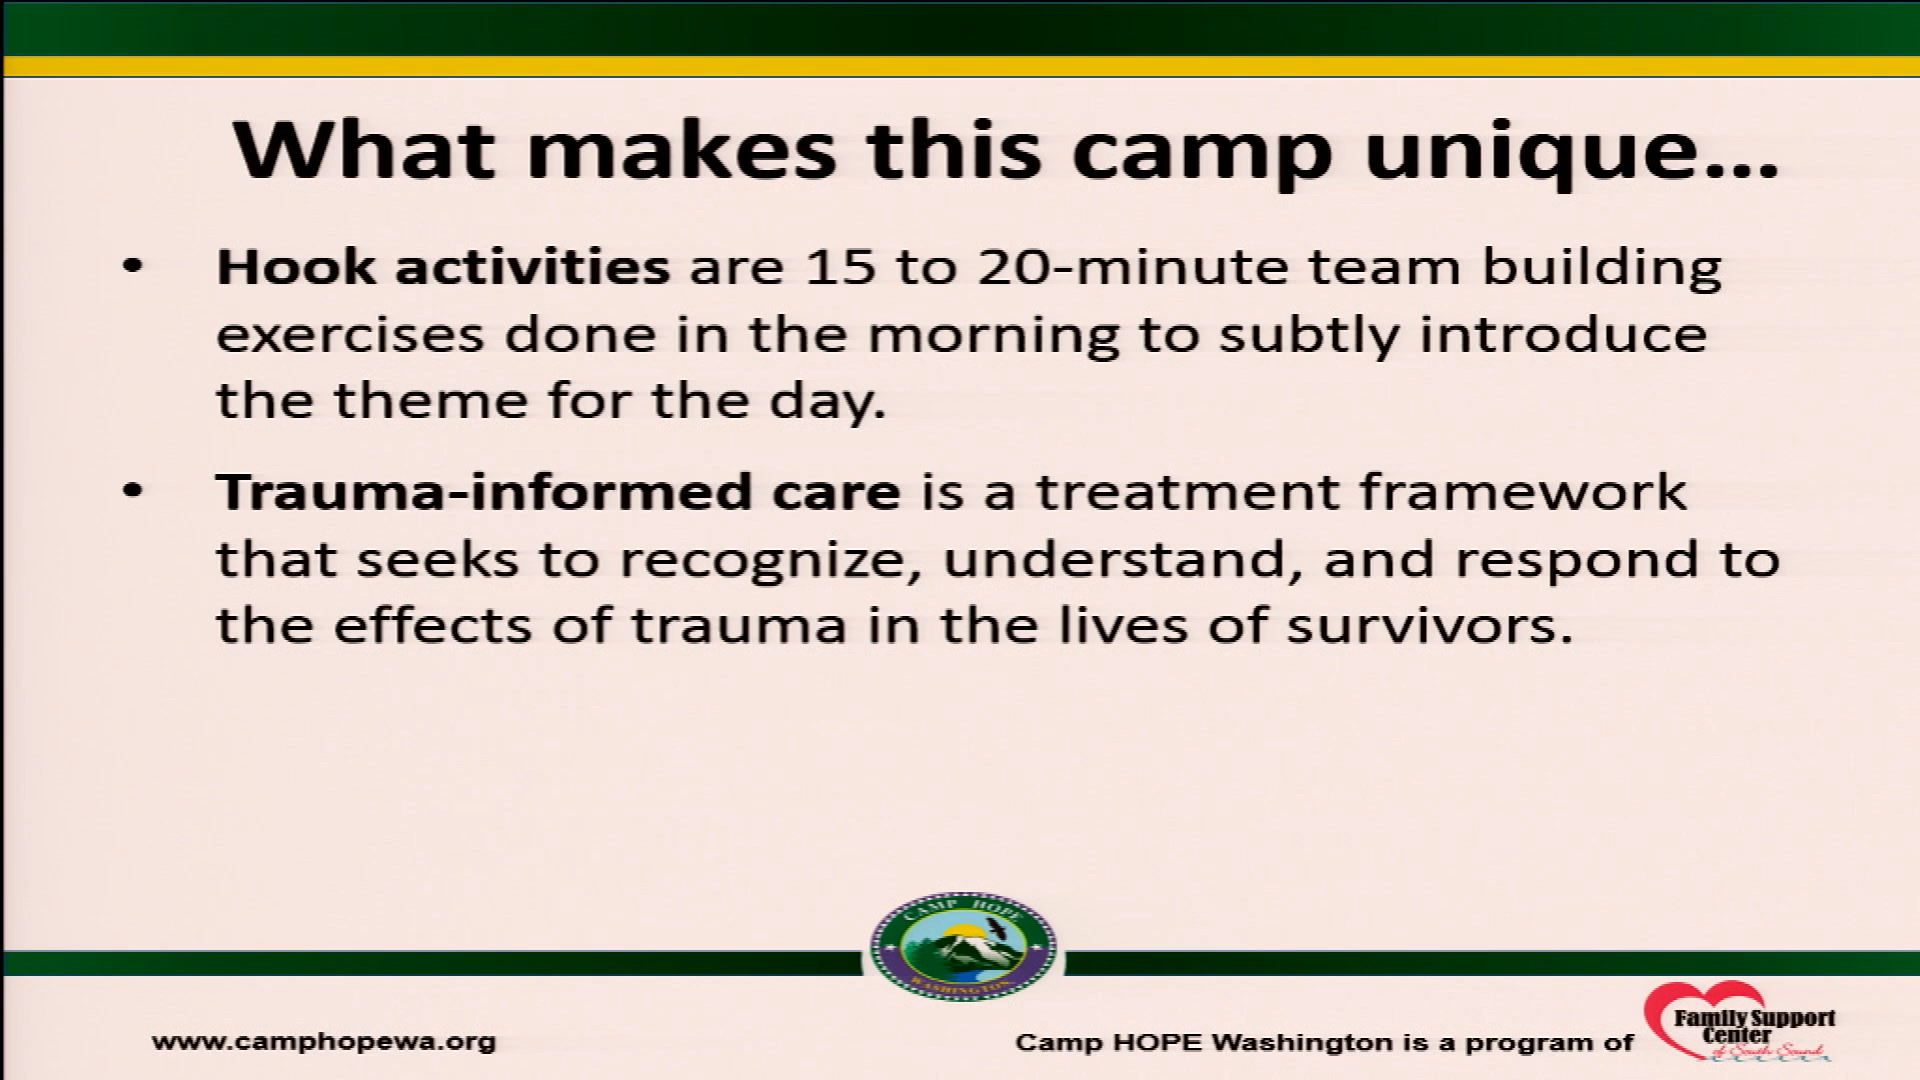 What makes this camp unique...
• Hook activities are 15 to 20-minute team building
exercises done in the morning to subtly introduce
the theme for the day.
• Trauma-informed care is a treatment framework
that seeks to recognize, understand, and respond to
the effects of trauma in the lives of survivors.
CAMP HOPE
WASHINGTON
www.camphopewa.org
Camp HOPE Washington is a program of
Family Support
Center
of South Sound